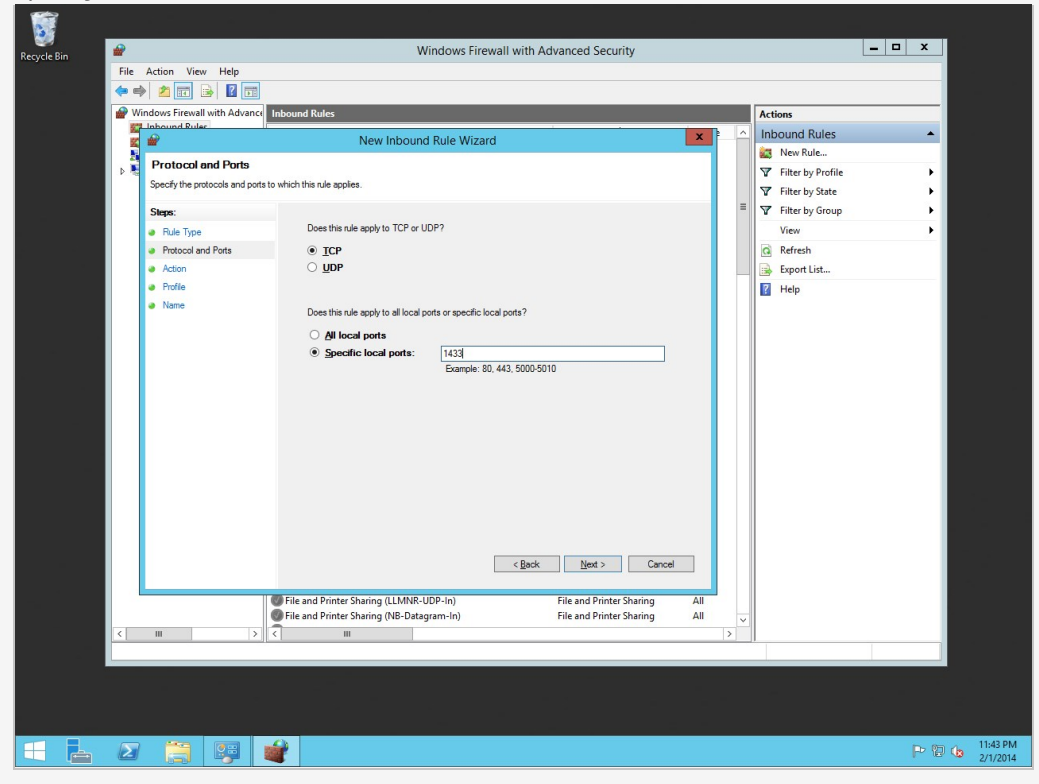 Recycle Bin
Windows Firewall with Advanced Security
File Action View Help
Windows Firewall with Advance
Inbound Rules
Inbound Rules
New Inbound Rule Wizard
Protocol and Ports
Specify the protocols and ports to which this rule applies.
Steps:
Rule Type
Protocol and Ports
Action
Profile
Name
Does this rule apply to TCP or UDP?
TCP
UDP
Does this rule apply to all local ports or specific local ports?
All local ports
Specific local ports: 1433
Example: 80, 443, 5000-5010
< Back Next > Cancel
File and Printer Sharing (LLMNR-UDP-In) File and Printer Sharing All
File and Printer Sharing (NB-Datagram-In) File and Printer Sharing All
Actions
Inbound Rules
New Rule...
Filter by Profile
Filter by State
Filter by Group
View
Refresh
Export List...
Help
11:43 PM
2/1/2014